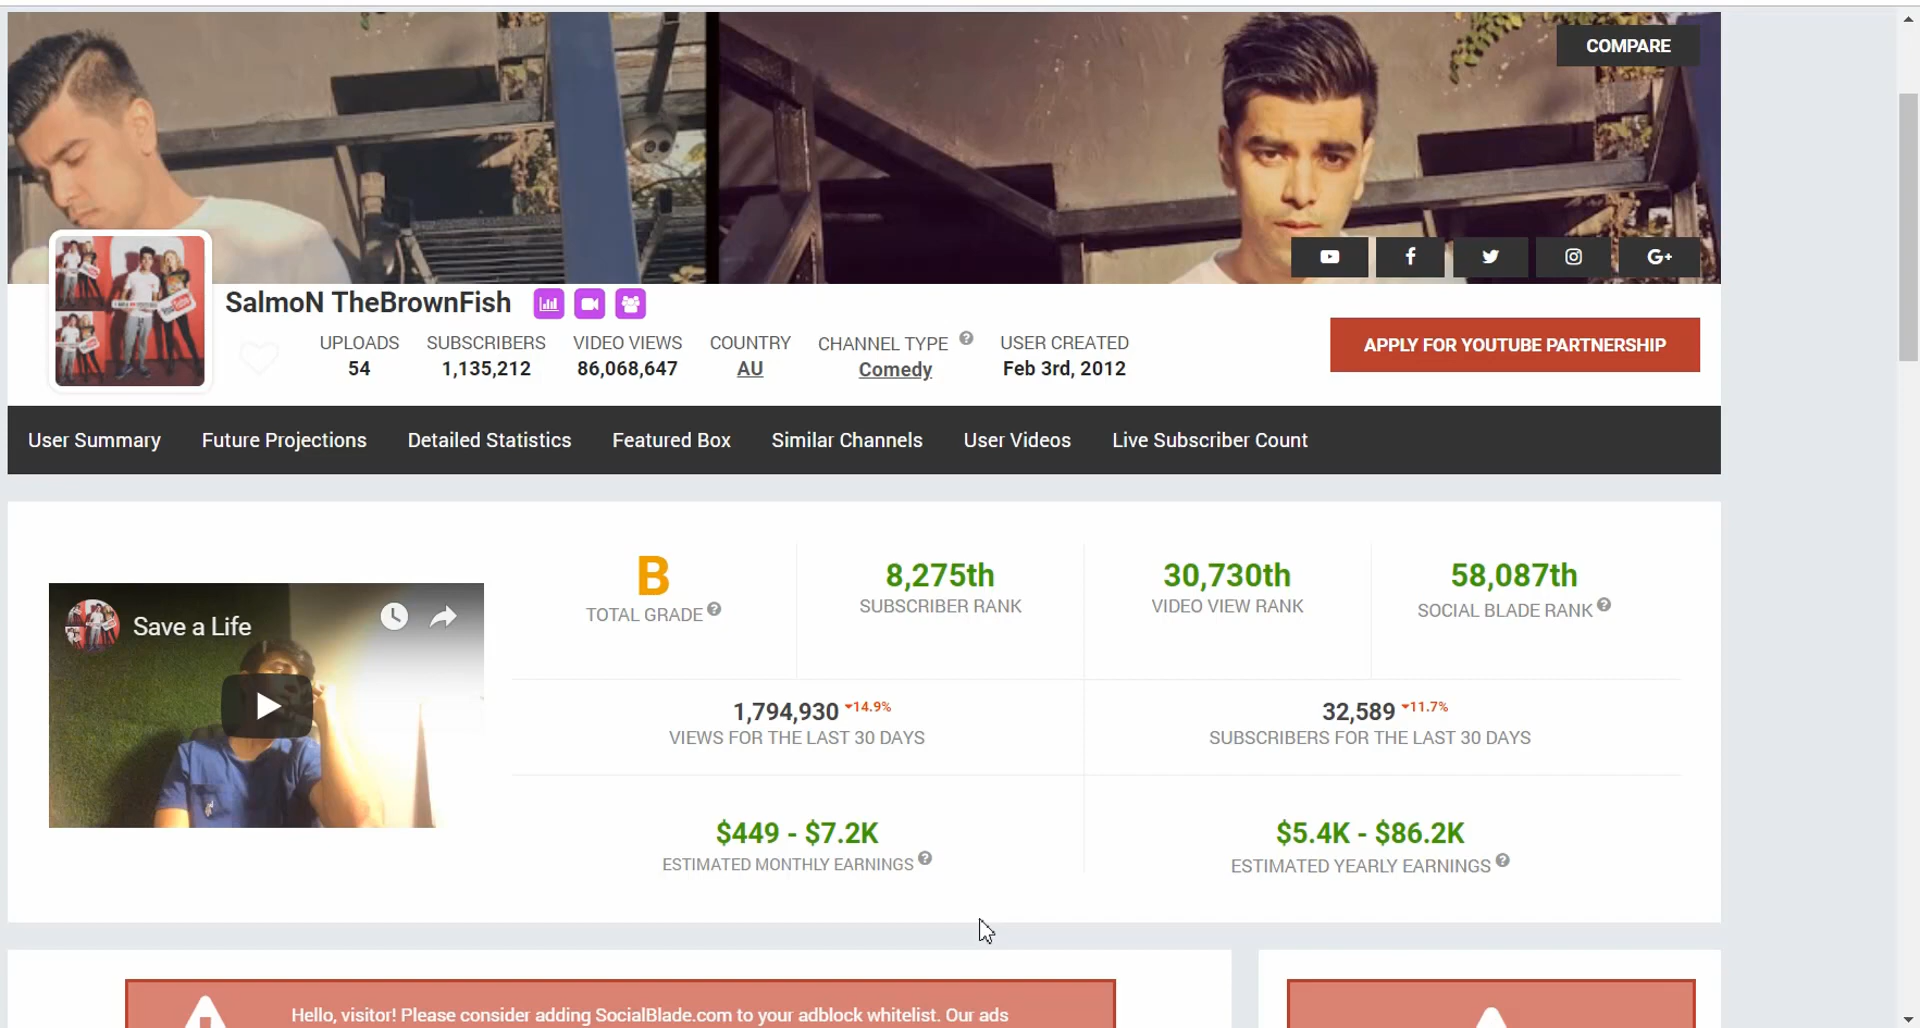 COMPARE
G+
SalmoN TheBrownFish
UPLOADS
54
SUBSCRIBERS
1,135,212
VIDEO VIEWS
86,068,647
COUNTRY
AU
CHANNEL TYPE ?
Comedy
USER CREATED
Feb 3rd, 2012
APPLY FOR YOUTUBE PARTNERSHIP
User Summary Future Projections Detailed Statistics Featured Box Similar Channels User Videos Live Subscriber Count
Save a Life
B
TOTAL GRADE ?
8,275th
SUBSCRIBER RANK
30,730th
VIDEO VIEW RANK
58,087th
SOCIAL BLADE RANK ?
1,794,930 14.9%
VIEWS FOR THE LAST 30 DAYS
32,589 11.7%
SUBSCRIBERS FOR THE LAST 30 DAYS
$449 - $7.2K
ESTIMATED MONTHLY EARNINGS ?
$5.4K - $86.2K
ESTIMATED YEARLY EARNINGS ?
Hello, visitor! Please consider adding SocialBlade.com to your adblock whitelist. Our ads